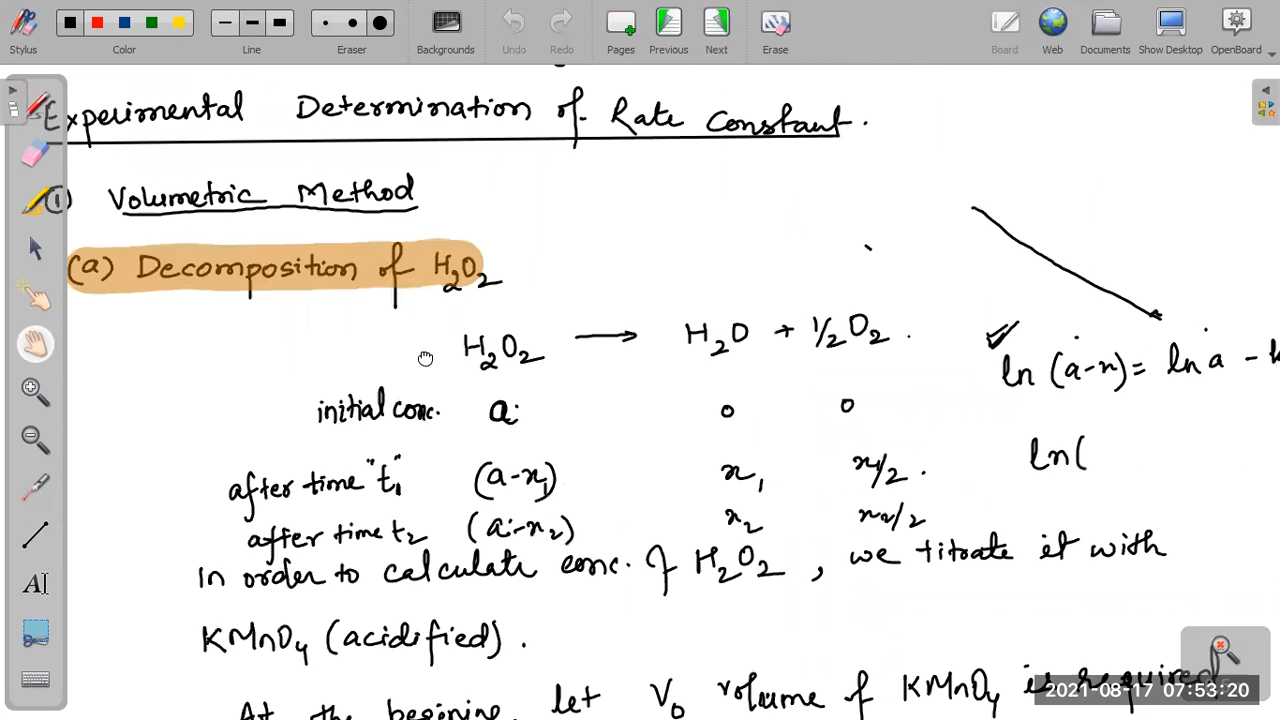 Stylus Color Line Eraser Backgrounds Undo Redo Pages Previous Next Erase Board Web Documents Show Desktop OpenBoard
Experimental Determination of Rate Constant.
① Volumetric Method
(a) Decomposition of H₂O₂
H₂O₂ → H₂O + 1/2 O₂ .
ln (a-x) = ln a - k
initial conc. a 0 0
ln(
after time "t₁" (a-x₁) x₁ x₁/2 .
after time t₂ (a-x₂) x₂ x₂/2
In order to calculate conc. of H₂O₂, we titrate it with
KMnO₄ (acidified).
At the begining, let V₀ volume of KMnO₄ is required
2021-08-17 07:53:20